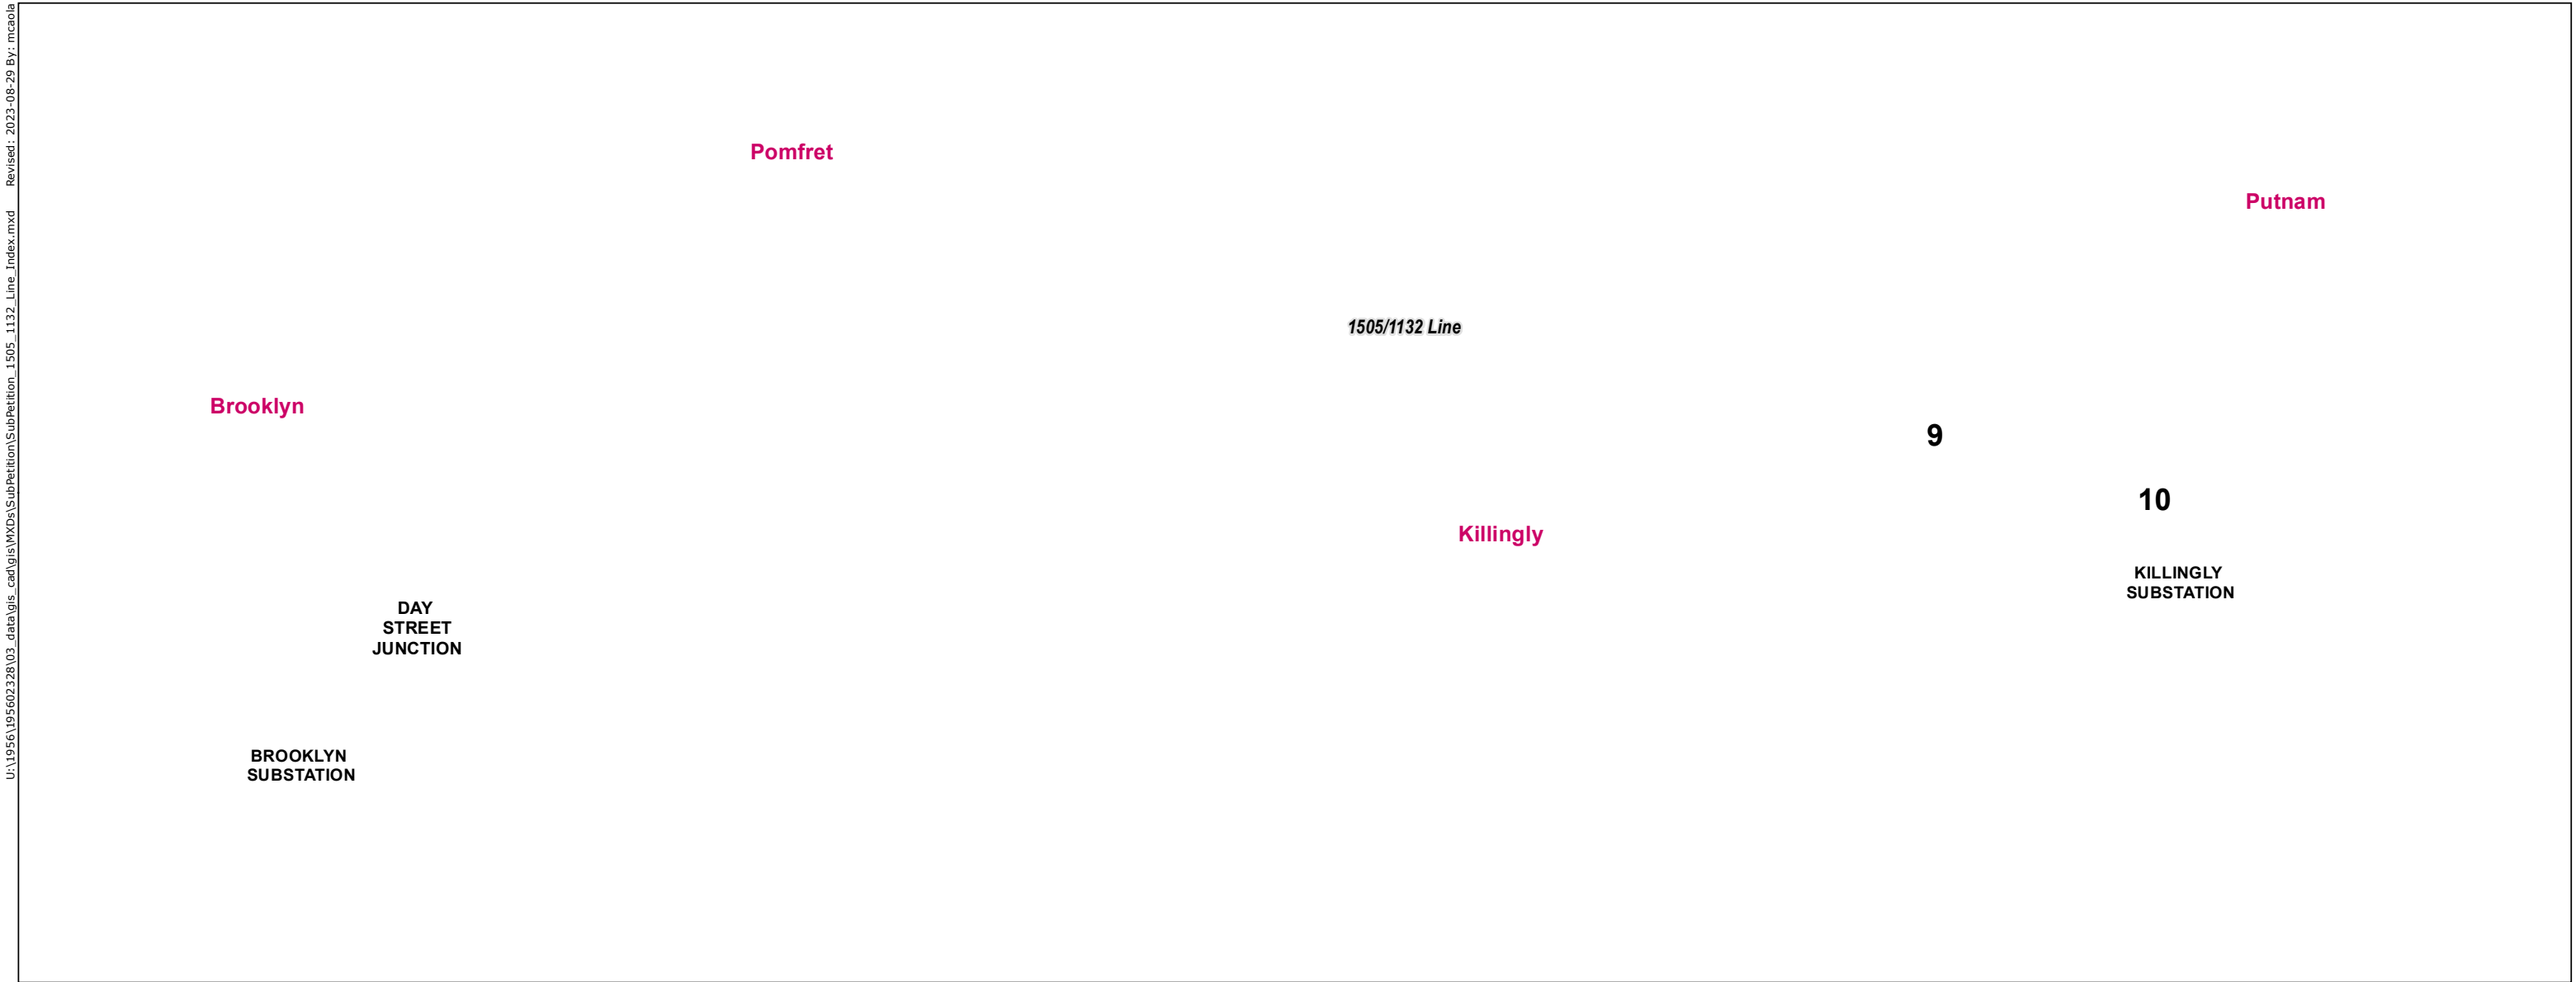 U:\1956\195602328\03_data\gis_cad\gis\MXDs\SubPetition\SubPetition_1505_1132_Line_Index.mxd Revised: 2023-08-29 By: mcaola
Pomfret
Putnam
1505/1132 Line
Brooklyn
9
10
Killingly
KILLINGLY
SUBSTATION
DAY
STREET
JUNCTION
BROOKLYN
SUBSTATION